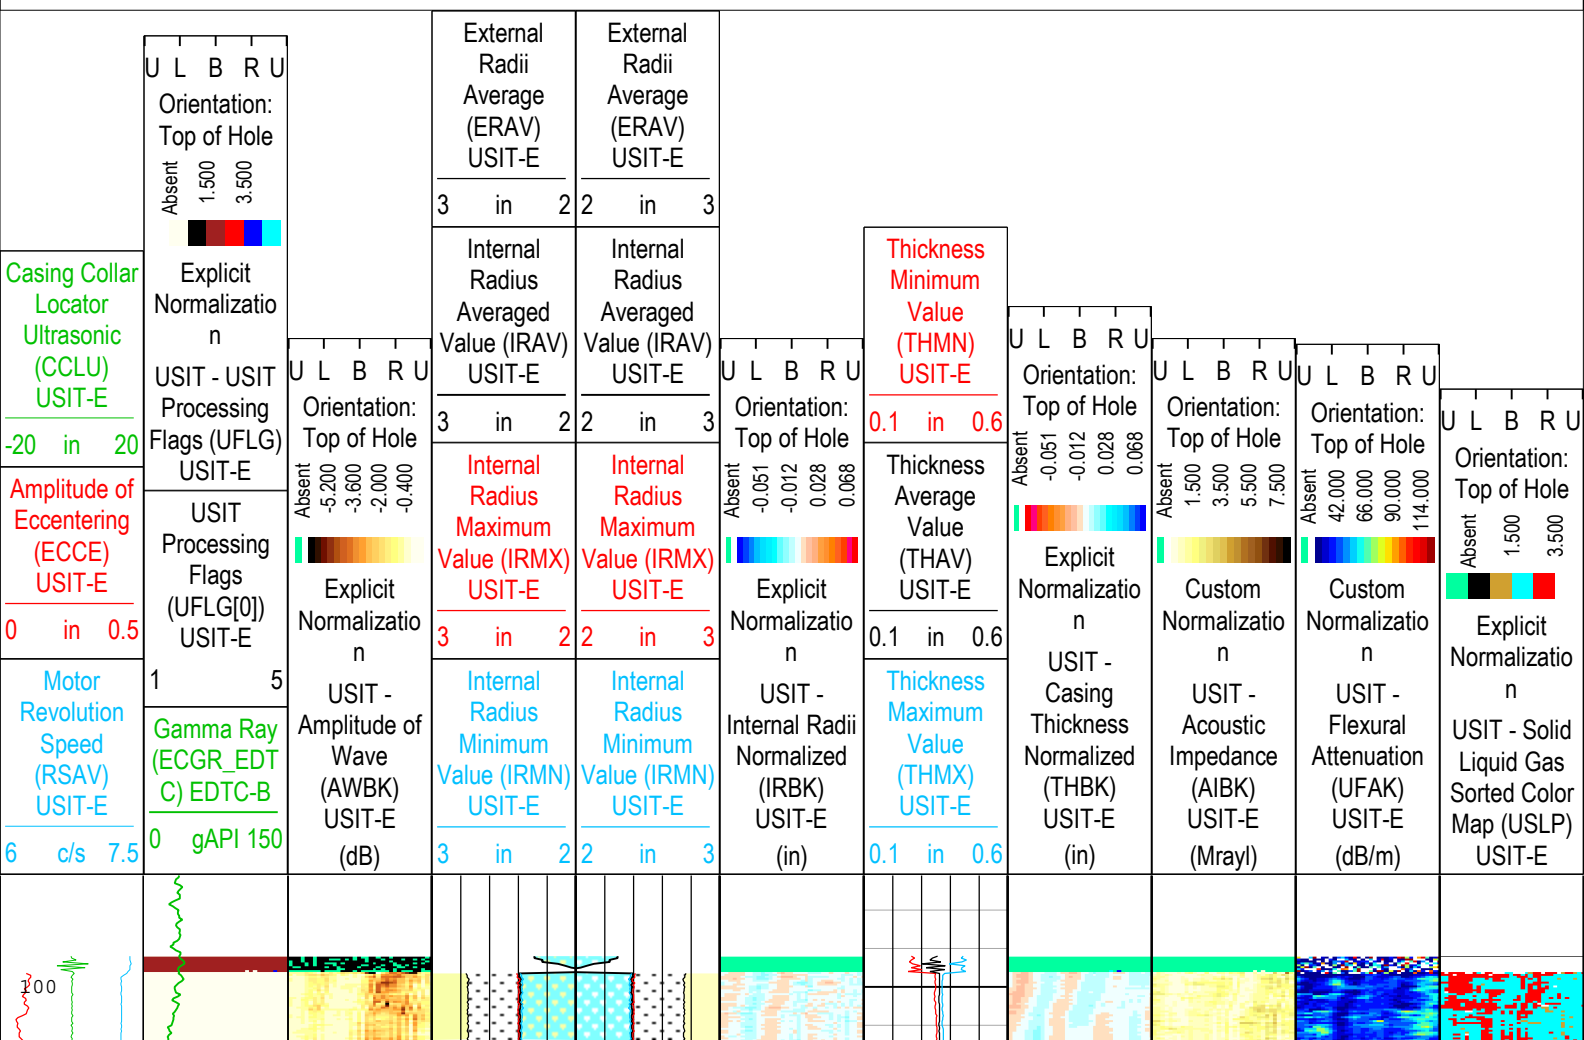 Casing Collar
Locator
Ultrasonic
(CCLU)
USIT-E
-20 in 20
Amplitude of
Eccentering
(ECCE)
USIT-E
0 in 0.5
Motor
Revolution
Speed
(RSAV)
USIT-E
6 c/s 7.5
100
U L B R U
Orientation:
Top of Hole
Absent
1.500
3.500
Explicit
Normalizatio
n
USIT - USIT
Processing
Flags (UFLG)
USIT-E
USIT
Processing
Flags
(UFLG[0])
USIT-E
1 5
Gamma Ray
(ECGR_EDT
C) EDTC-B
0 gAPI 150
U L B R U
Orientation:
Top of Hole
Absent
-5.200
-3.600
-2.000
-0.400
Explicit
Normalizatio
n
USIT -
Amplitude of
Wave
(AWBK)
USIT-E
(dB)
External
Radii
Average
(ERAV)
USIT-E
3 in 2
Internal
Radius
Averaged
Value (IRAV)
USIT-E
3 in 2
Internal
Radius
Maximum
Value (IRMX)
USIT-E
3 in 2
Internal
Radius
Minimum
Value (IRMN)
USIT-E
3 in 2
External
Radii
Average
(ERAV)
USIT-E
2 in 3
Internal
Radius
Averaged
Value (IRAV)
USIT-E
2 in 3
Internal
Radius
Maximum
Value (IRMX)
USIT-E
2 in 3
Internal
Radius
Minimum
Value (IRMN)
USIT-E
2 in 3
U L B R U
Orientation:
Top of Hole
Absent
-0.051
-0.012
0.028
0.068
Explicit
Normalizatio
n
USIT -
Internal Radii
Normalized
(IRBK)
USIT-E
(in)
Thickness
Minimum
Value
(THMN)
USIT-E
0.1 in 0.6
Thickness
Average
Value
(THAV)
USIT-E
0.1 in 0.6
Thickness
Maximum
Value
(THMX)
USIT-E
0.1 in 0.6
U L B R U
Orientation:
Top of Hole
Absent
-0.051
-0.012
0.028
0.068
Explicit
Normalizatio
n
USIT -
Casing
Thickness
Normalized
(THBK)
USIT-E
(in)
U L B R U
Orientation:
Top of Hole
Absent
1.500
3.500
5.500
7.500
Custom
Normalizatio
n
USIT -
Acoustic
Impedance
(AIBK)
USIT-E
(Mrayl)
U L B R U
Orientation:
Top of Hole
Absent
42.000
66.000
90.000
114.000
Custom
Normalizatio
n
USIT -
Flexural
Attenuation
(UFAK)
USIT-E
(dB/m)
U L B R U
Orientation:
Top of Hole
Absent
1.500
3.500
Explicit
Normalizatio
n
USIT - Solid
Liquid Gas
Sorted Color
Map (USLP)
USIT-E